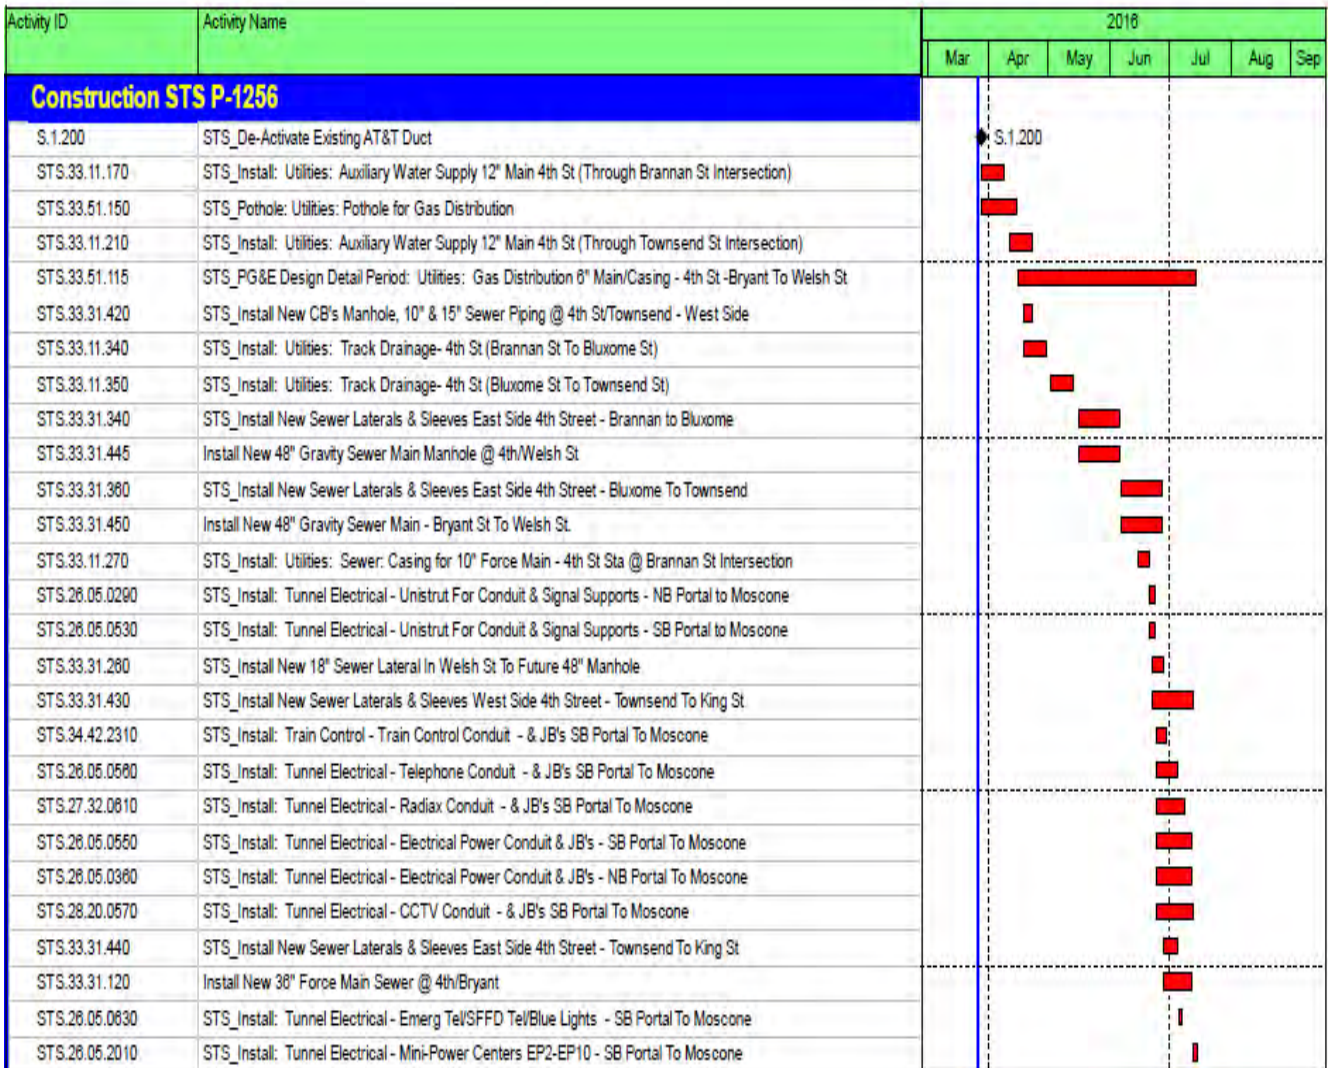 Activity ID Activity Name 2016
Mar Apr May Jun Jul Aug Sep
Construction STS P-1256
S.1.200 STS_De-Activate Existing AT&T Duct S.1.200
STS.33.11.170 STS_Install: Utilities: Auxiliary Water Supply 12" Main 4th St (Through Brannan St Intersection)
STS.33.51.150 STS_Pothole: Utilities: Pothole for Gas Distribution
STS.33.11.210 STS_Install: Utilities: Auxiliary Water Supply 12" Main 4th St (Through Townsend St Intersection)
STS.33.51.115 STS_PG&E Design Detail Period: Utilities: Gas Distribution 6" Main/Casing - 4th St -Bryant To Welsh St
STS.33.31.420 STS_Install New CB's Manhole, 10" & 15" Sewer Piping @ 4th St/Townsend - West Side
STS.33.11.340 STS_Install: Utilities: Track Drainage- 4th St (Brannan St To Bluxome St)
STS.33.11.350 STS_Install: Utilities: Track Drainage- 4th St (Bluxome St To Townsend St)
STS.33.31.340 STS_Install New Sewer Laterals & Sleeves East Side 4th Street - Brannan to Bluxome
STS.33.31.445 Install New 48" Gravity Sewer Main Manhole @ 4th/Welsh St
STS.33.31.360 STS_Install New Sewer Laterals & Sleeves East Side 4th Street - Bluxome To Townsend
STS.33.31.450 Install New 48" Gravity Sewer Main - Bryant St To Welsh St.
STS.33.11.270 STS_Install: Utilities: Sewer: Casing for 10" Force Main - 4th St Sta @ Brannan St Intersection
STS.26.05.0290 STS_Install: Tunnel Electrical - Unistrut For Conduit & Signal Supports - NB Portal to Moscone
STS.26.05.0530 STS_Install: Tunnel Electrical - Unistrut For Conduit & Signal Supports - SB Portal to Moscone
STS.33.31.260 STS_Install New 18" Sewer Lateral In Welsh St To Future 48" Manhole
STS.33.31.430 STS_Install New Sewer Laterals & Sleeves West Side 4th Street - Townsend To King St
STS.34.42.2310 STS_Install: Train Control - Train Control Conduit - & JB's SB Portal To Moscone
STS.26.05.0560 STS_Install: Tunnel Electrical - Telephone Conduit - & JB's SB Portal To Moscone
STS.27.32.0610 STS_Install: Tunnel Electrical - Radiax Conduit - & JB's SB Portal To Moscone
STS.26.05.0550 STS_Install: Tunnel Electrical - Electrical Power Conduit & JB's - SB Portal To Moscone
STS.26.05.0360 STS_Install: Tunnel Electrical - Electrical Power Conduit & JB's - NB Portal To Moscone
STS.28.20.0570 STS_Install: Tunnel Electrical - CCTV Conduit - & JB's SB Portal To Moscone
STS.33.31.440 STS_Install New Sewer Laterals & Sleeves East Side 4th Street - Townsend To King St
STS.33.31.120 Install New 36" Force Main Sewer @ 4th/Bryant
STS.26.05.0630 STS_Install: Tunnel Electrical - Emerg Tel/SFFD Tel/Blue Lights - SB Portal To Moscone
STS.26.05.2010 STS_Install: Tunnel Electrical - Mini-Power Centers EP2-EP10 - SB Portal To Moscone